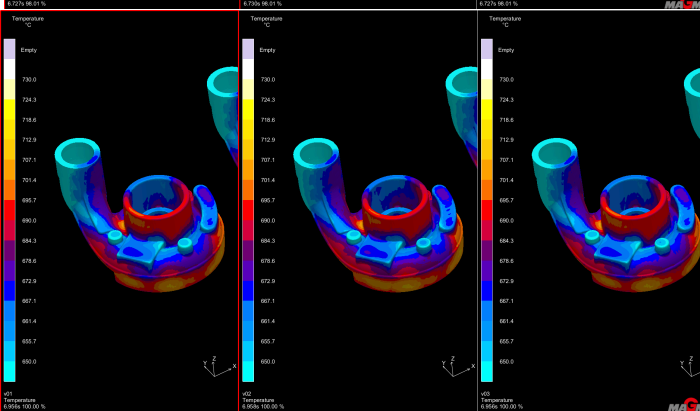 6.727s 98.01 %
6.730s 98.01 %
6.727s 98.01 %
Temperature
°C
Empty
730.0
724.3
718.6
712.9
707.1
701.4
695.7
690.0
684.3
678.6
672.9
667.1
661.4
655.7
650.0
Z
Y
X
v01
Temperature
6.956s 100.00 %
Temperature
°C
Empty
730.0
724.3
718.6
712.9
707.1
701.4
695.7
690.0
684.3
678.6
672.9
667.1
661.4
655.7
650.0
Z
Y
X
v02
Temperature
6.958s 100.00 %
Temperature
°C
Empty
730.0
724.3
718.6
712.9
707.1
701.4
695.7
690.0
684.3
678.6
672.9
667.1
661.4
655.7
650.0
Z
Y
v03
Temperature
6.956s 100.00 %